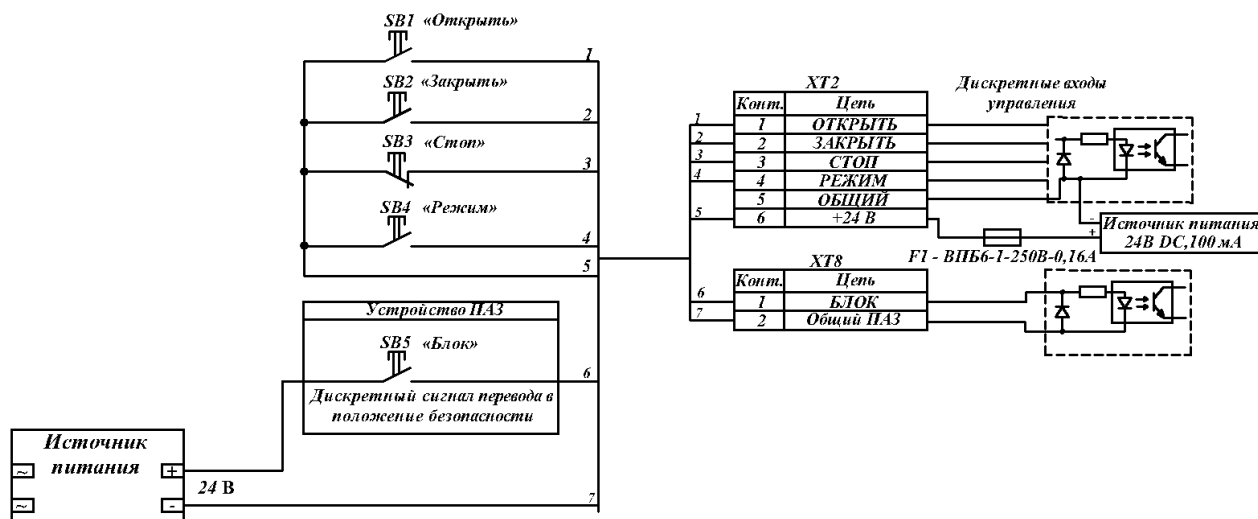 SB1 «Открыть»
1
SB2 «Закрыть»
2
SB3 «Стоп»
3
SB4 «Режим»
4
5
Устройство ПАЗ
SB5 «Блок»
6
Дискретный сигнал перевода в
положение безопасности
Источник
питания
~ +
~ -
24 В
7
XT2
Конт. Цепь
1 1 ОТКРЫТЬ
2 2 ЗАКРЫТЬ
3 3 СТОП
4 4 РЕЖИМ
5 ОБЩИЙ
5 6 +24 В
Дискретные входы
управления
-
+
Источник питания
24В DC,100 мА
F1 - ВПБ6-1-250В-0,16А
XT8
Конт. Цепь
6 1 БЛОК
7 2 Общий ПАЗ